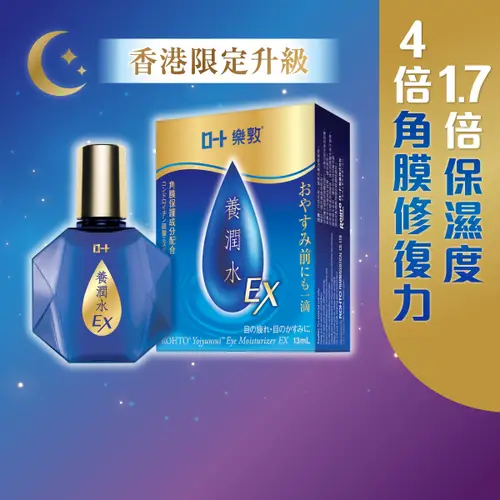 香港限定升級
4倍角膜修復力
1.7倍保濕度
ロート 樂敦
養潤水
EX
おやすみ前にも一滴
角膜保護成分配合
目の疲れ・目のかすみに
ROHTO® Yojyunsui™ Eye Moisturizer EX 13mL
ロート
養潤水
EX